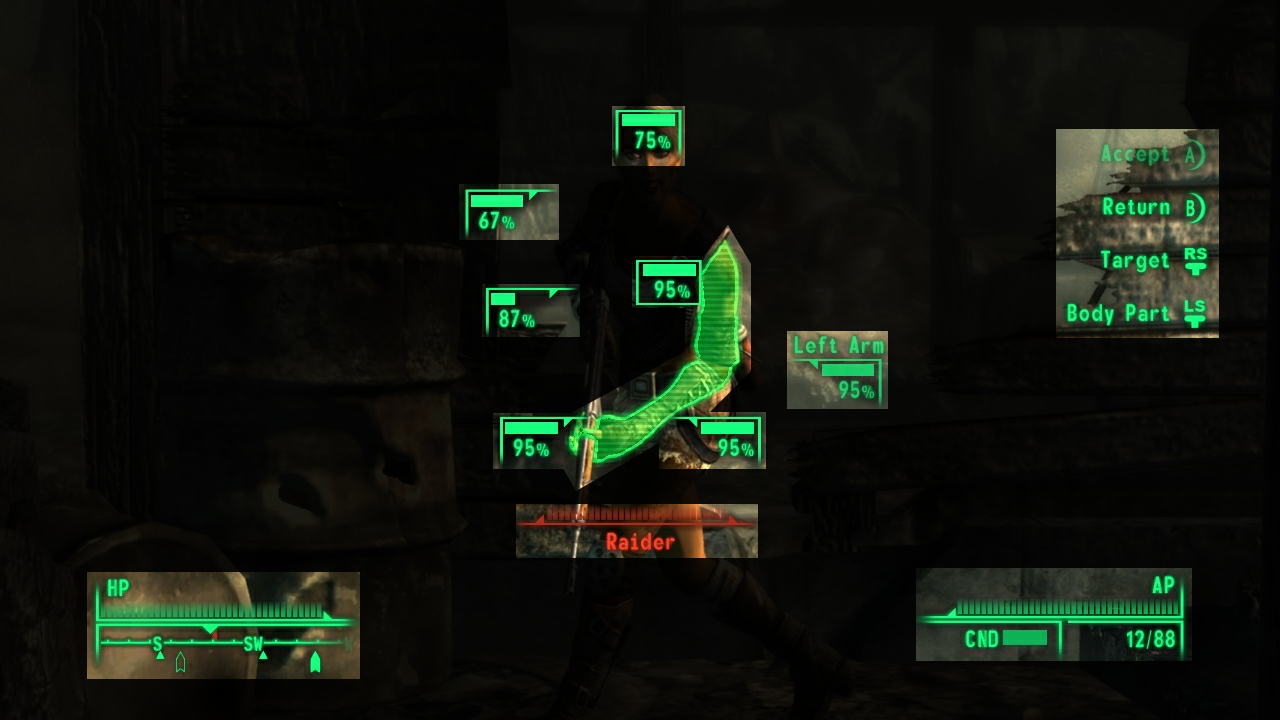 75%
Accept A)
67%
Return B)
Target RS
95%
87%
Body Part LS
Left Arm
95%
95%
95%
Raider
HP
S SW
AP
CND 12/88